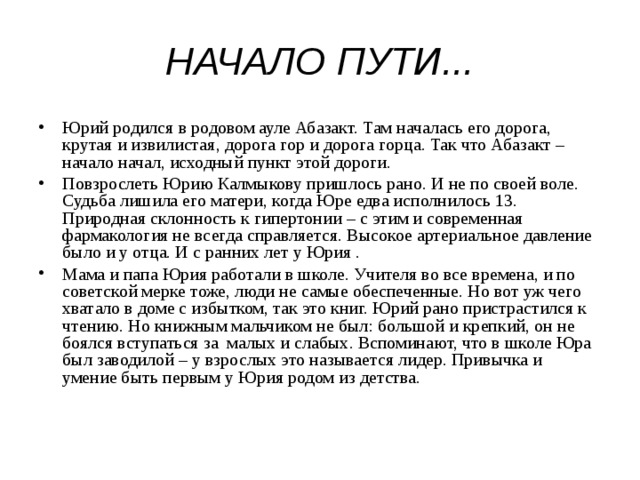 НАЧАЛО ПУТИ...
• Юрий родился в родовом ауле Абазакт. Там началась его дорога,
крутая и извилистая, дорога гор и дорога горца. Так что Абазакт –
начало начал, исходный пункт этой дороги.
• Повзрослеть Юрию Калмыкову пришлось рано. И не по своей воле.
Судьба лишила его матери, когда Юре едва исполнилось 13.
Природная склонность к гипертонии – с этим и современная
фармакология не всегда справляется. Высокое артериальное давление
было и у отца. И с ранних лет у Юрия .
• Мама и папа Юрия работали в школе. Учителя во все времена, и по
советской мерке тоже, люди не самые обеспеченные. Но вот уж чего
хватало в доме с избытком, так это книг. Юрий рано пристрастился к
чтению. Но книжным мальчиком не был: большой и крепкий, он не
боялся вступаться за малых и слабых. Вспоминают, что в школе Юра
был заводилой – у взрослых это называется лидер. Привычка и
умение быть первым у Юрия родом из детства.